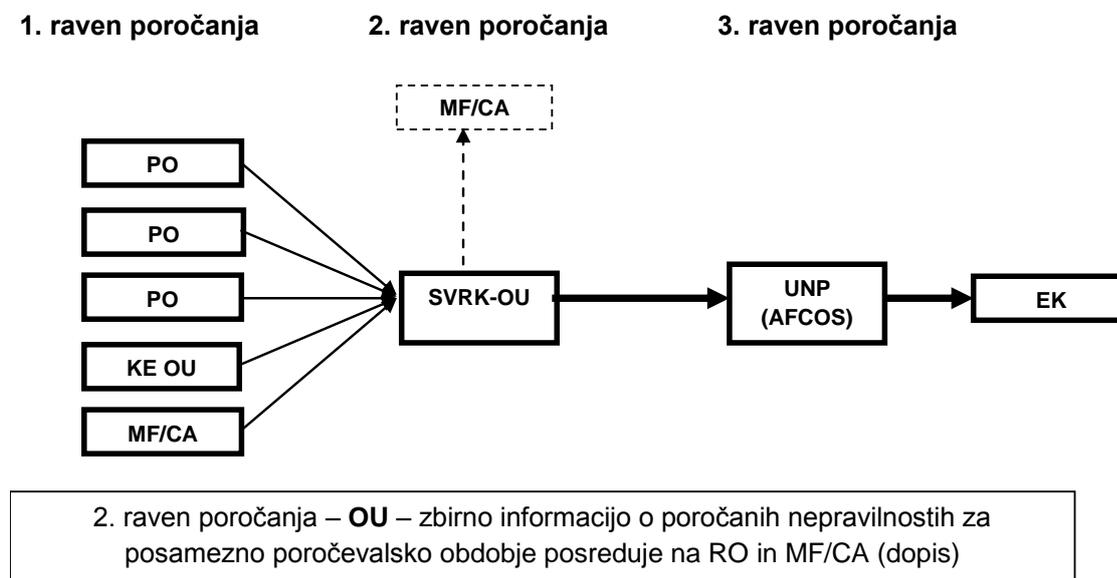 1. raven poročanja 2. raven poročanja 3. raven poročanja
MF/CA
PO
PO
PO
KE OU
MF/CA
SVRK-OU
UNP
(AFCOS)
EK
2. raven poročanja – OU – zbirno informacijo o poročanih nepravilnostih za
posamezno poročevalsko obdobje posreduje na RO in MF/CA (dopis)